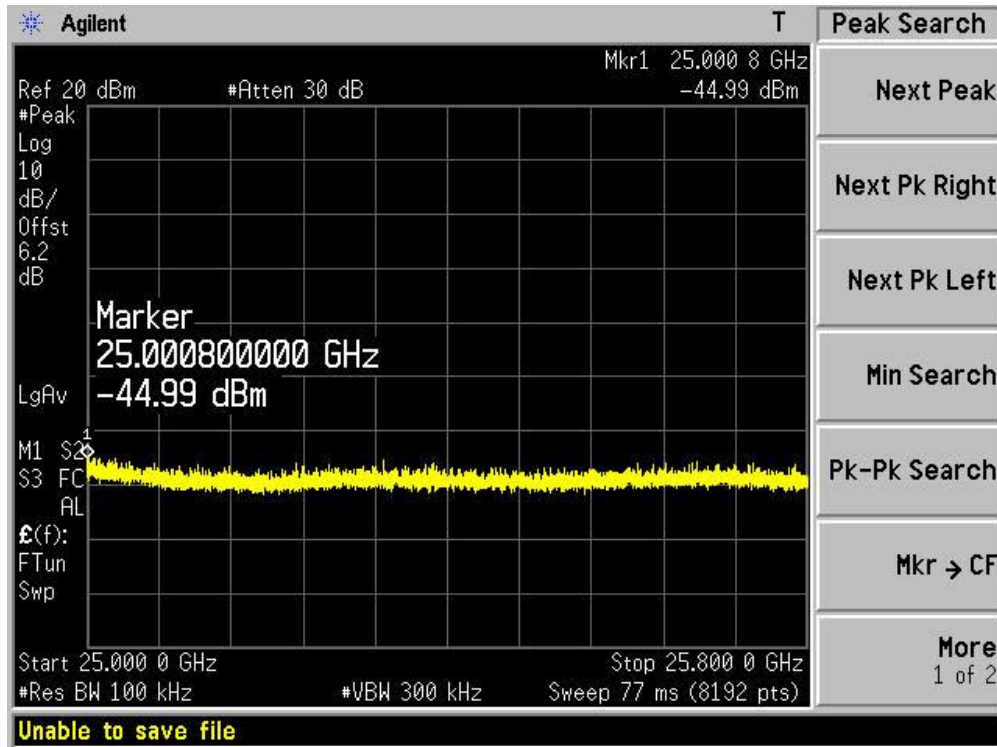 Agilent
T
Peak Search
Mkr1 25.000 8 GHz
Ref 20 dBm #Atten 30 dB -44.99 dBm
#Peak
Log
10
dB/
Offst
6.2
dB
Marker
25.000800000 GHz
-44.99 dBm
LgAv
1
M1 S2
S3 FC
AL
£(f):
FTun
Swp
Start 25.000 0 GHz Stop 25.800 0 GHz
#Res BW 100 kHz #VBW 300 kHz Sweep 77 ms (8192 pts)
Unable to save file
Next Peak
Next Pk Right
Next Pk Left
Min Search
Pk-Pk Search
Mkr → CF
More
1 of 2